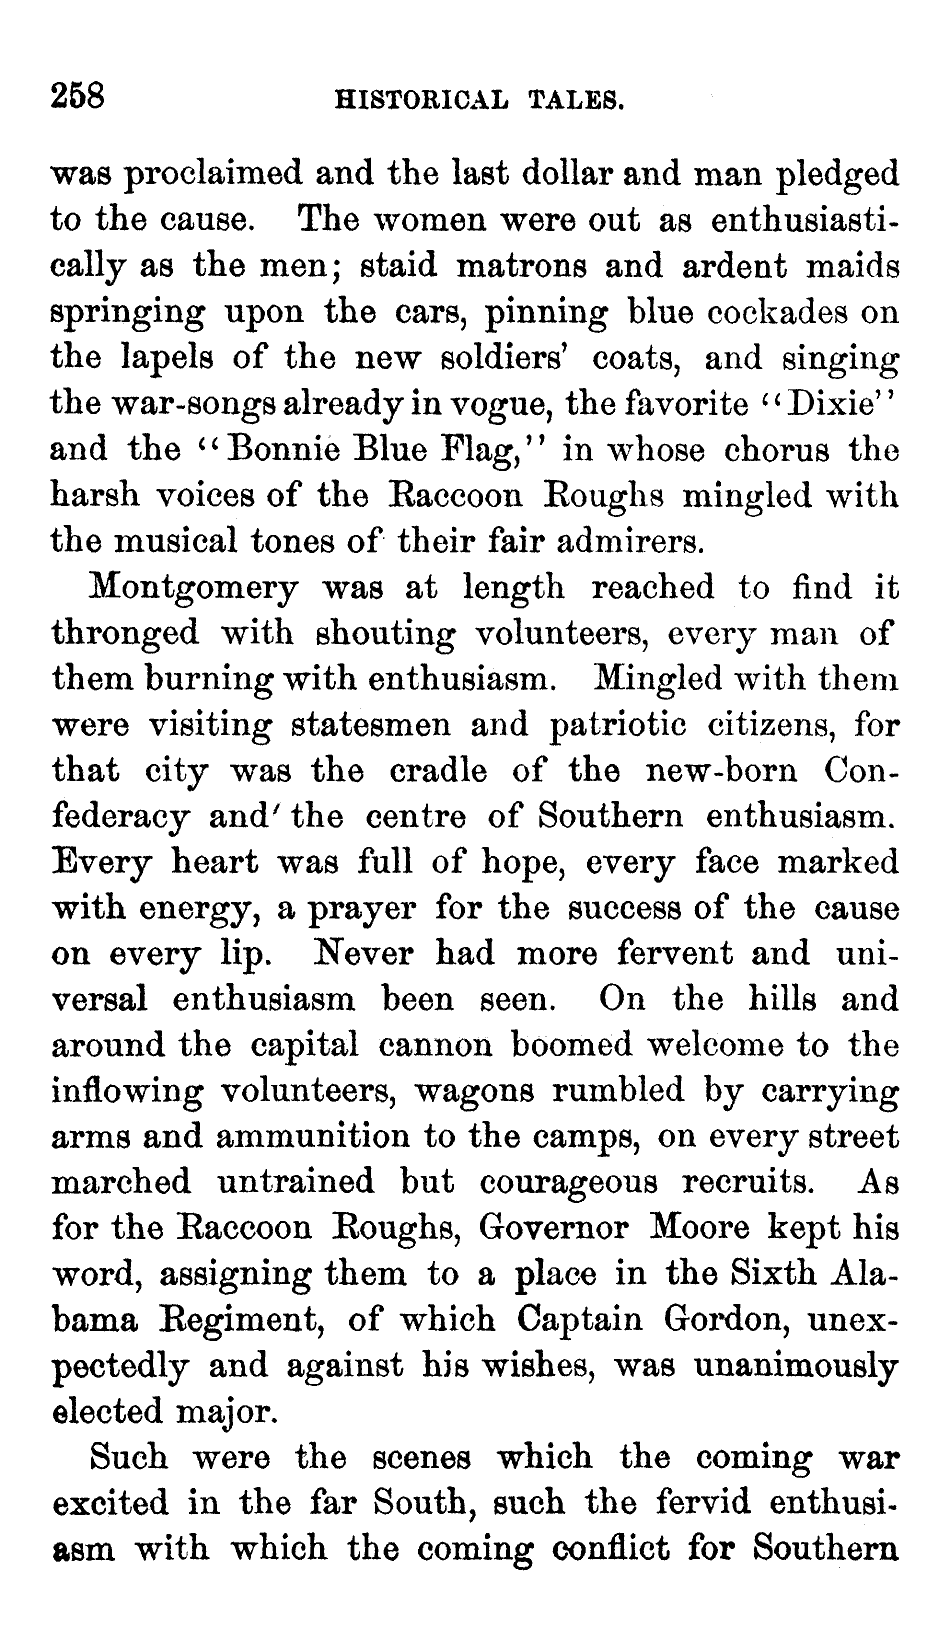 258 HISTORICAL TALES.
was proclaimed and the last dollar and man pledged
to the cause. The women were out as enthusiasti-
cally as the men; staid matrons and ardent maids
springing upon the cars, pinning blue cockades on
the lapels of the new soldiers' coats, and singing
the war-songs already in vogue, the favorite "Dixie"
and the "Bonnie Blue Flag," in whose chorus the
harsh voices of the Raccoon Roughs mingled with
the musical tones of their fair admirers.
Montgomery was at length reached to find it
thronged with shouting volunteers, every man of
them burning with enthusiasm. Mingled with them
were visiting statesmen and patriotic citizens, for
that city was the cradle of the new-born Con-
federacy and' the centre of Southern enthusiasm.
Every heart was full of hope, every face marked
with energy, a prayer for the success of the cause
on every lip. Never had more fervent and uni-
versal enthusiasm been seen. On the hills and
around the capital cannon boomed welcome to the
inflowing volunteers, wagons rumbled by carrying
arms and ammunition to the camps, on every street
marched untrained but courageous recruits. As
for the Raccoon Roughs, Governor Moore kept his
word, assigning them to a place in the Sixth Ala-
bama Regiment, of which Captain Gordon, unex-
pectedly and against his wishes, was unanimously
elected major.
Such were the scenes which the coming war
excited in the far South, such the fervid enthusi-
asm with which the coming conflict for Southern